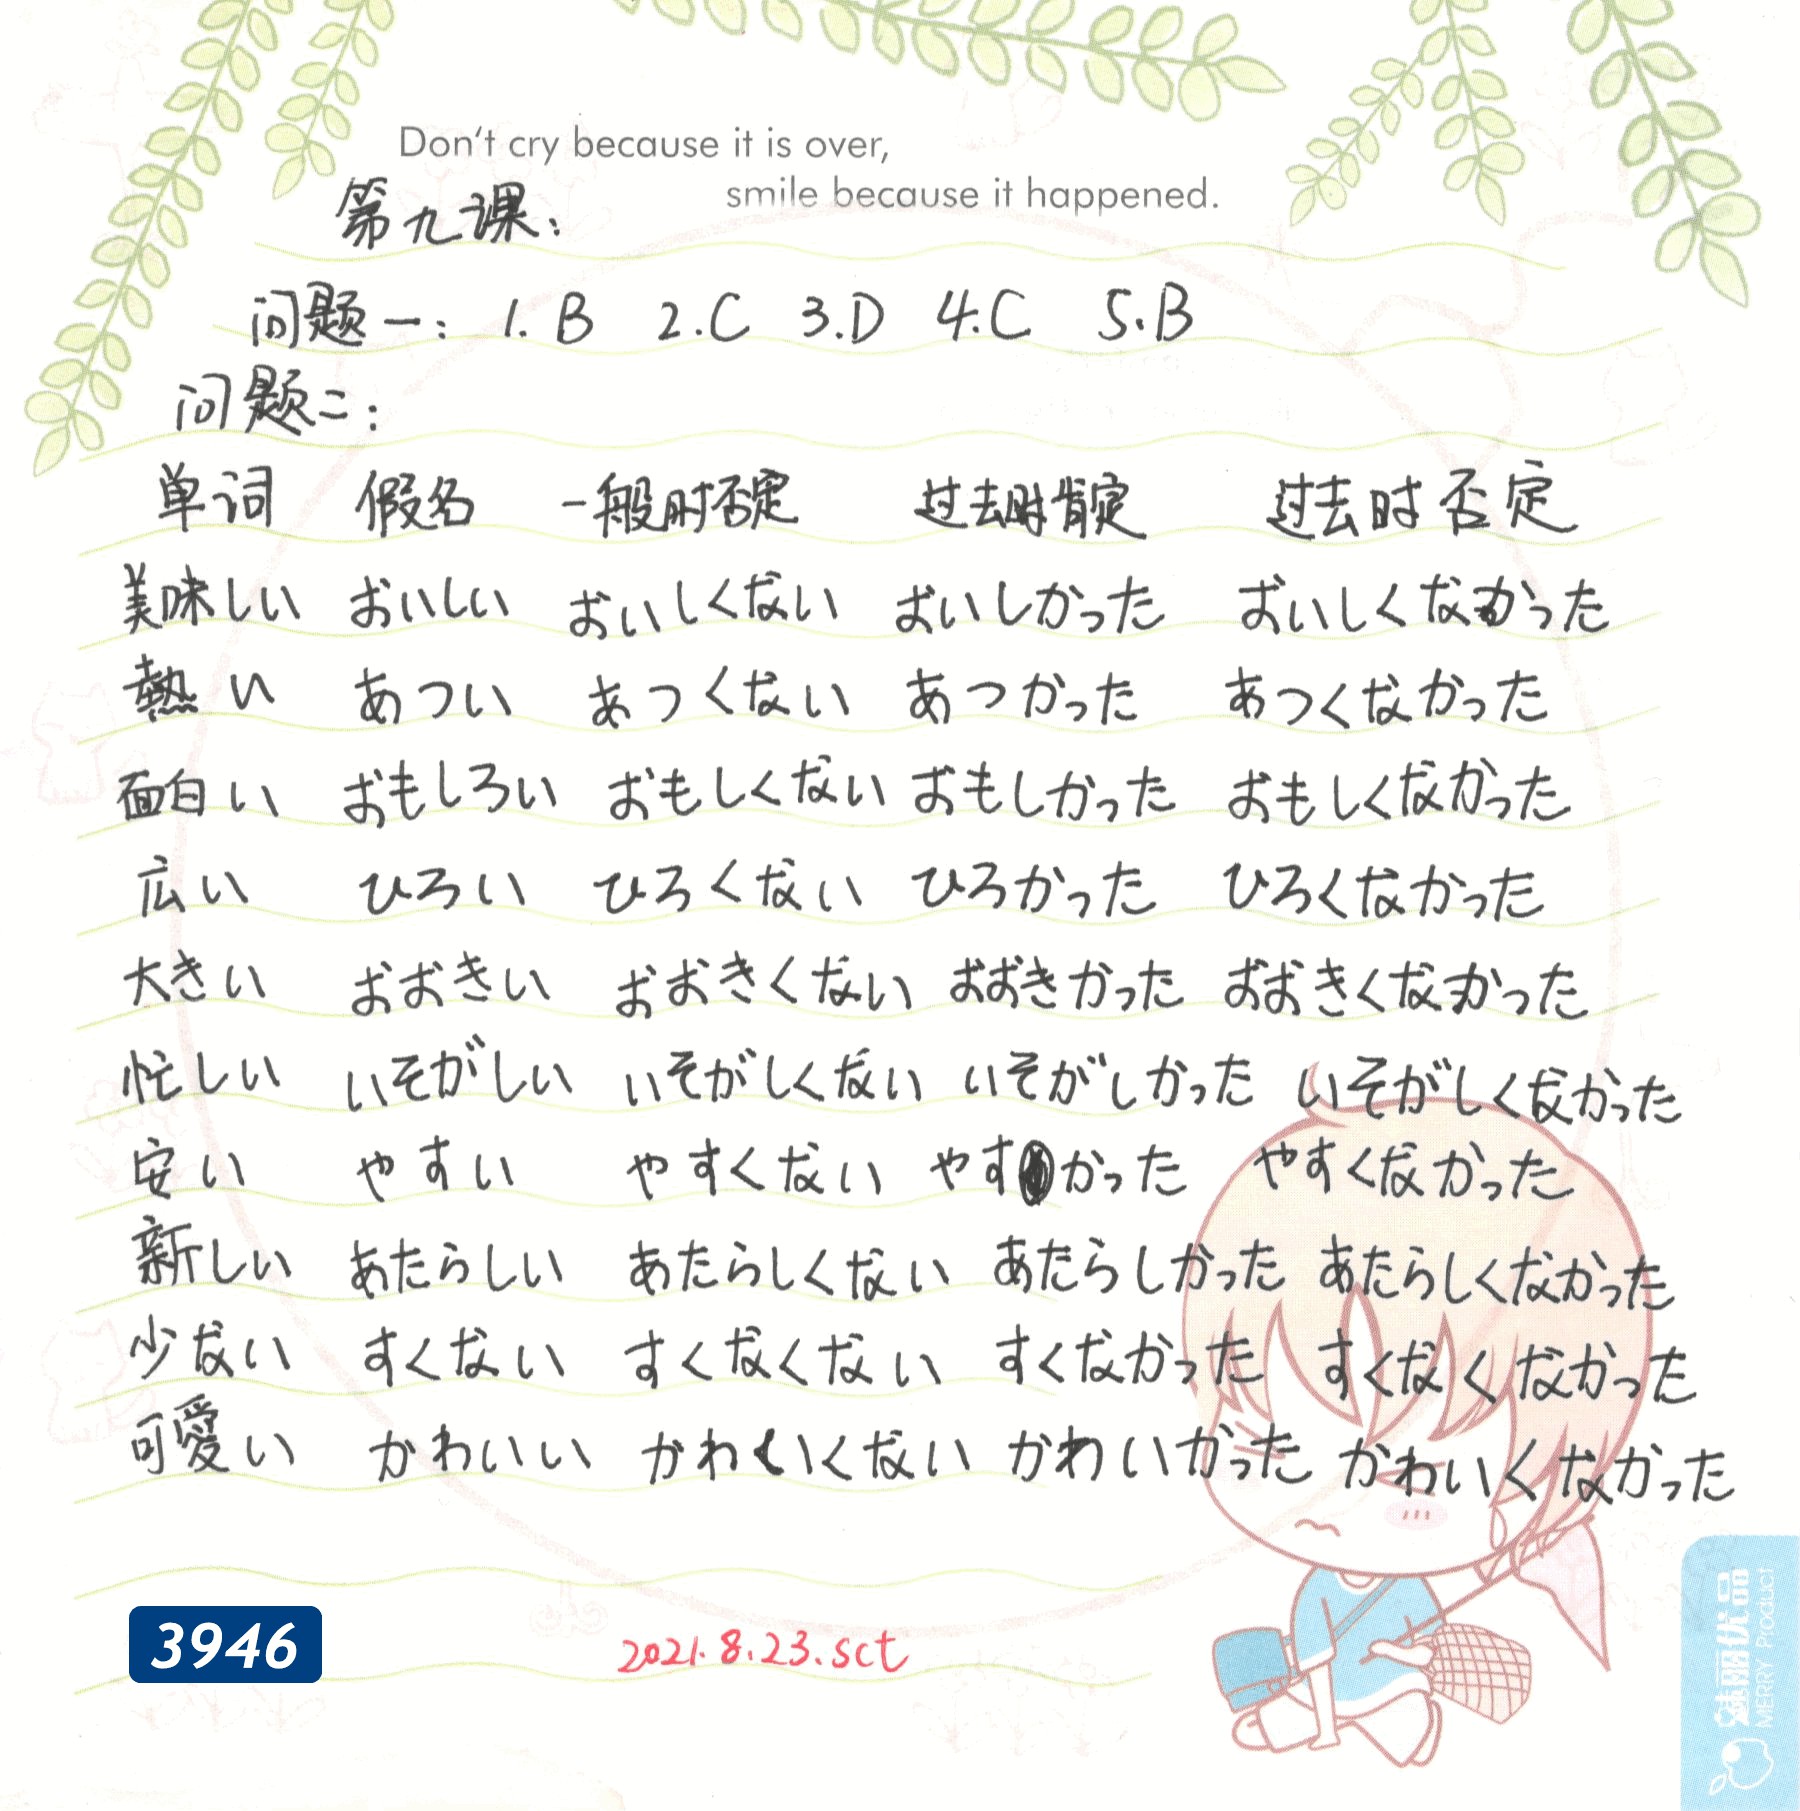 Don't cry because it is over,
smile because it happened.
第九课:
问题一: 1. B 2. C 3. D 4. C 5. B
问题二:
单词 假名 一般时否定 过去时肯定 过去时否定
美味しい おいしい おいしくない おいしかった おいしくなかった
熱い あつい あつくない あつかった あつくなかった
面白い おもしろい おもしくない おもしかった おもしくなかった
広い ひろい ひろくない ひろかった ひろくなかった
大きい おおきい おおきくない おおきかった おおきくなかった
忙しい いそがしい いそがしくない いそがしかった いそがしくなかった
安い やすい やすくない やすかった やすくなかった
新しい あたらしい あたらしくない あたらしかった あたらしくなかった
少ない すくない すくなくない すくなかった すくなくなかった
可愛い かわいい かわいくない かわいかった かわいくなかった
3946
2021.8.23.sct
MERRY Product